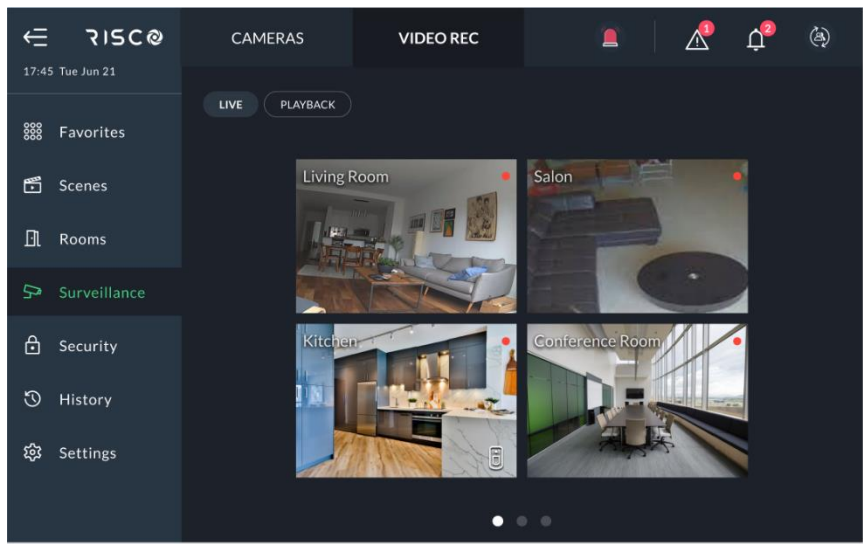 RISCO
CAMERAS
VIDEO REC
1
2
17:45 Tue Jun 21
LIVE
PLAYBACK
Favorites
Scenes
Rooms
Surveillance
Security
History
Settings
Living Room
Salon
Kitchen
Conference Room